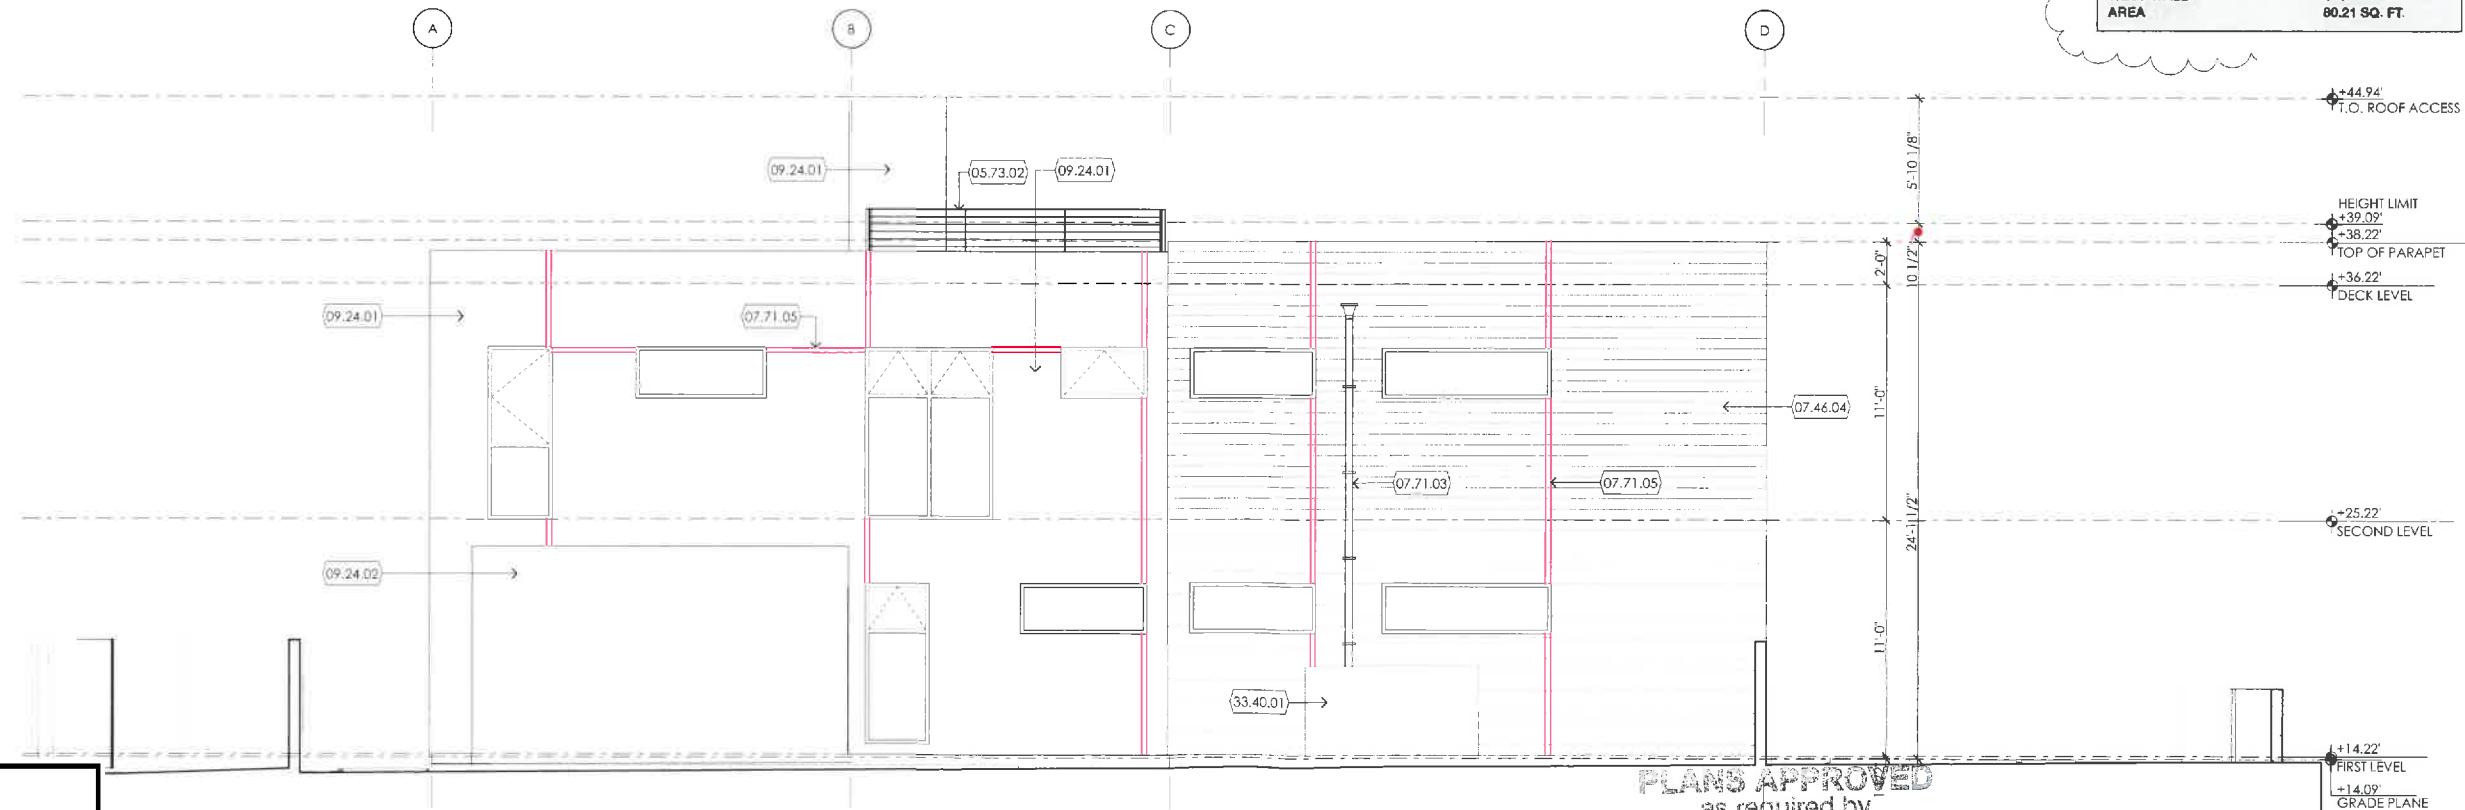 AREA 80.21 SQ. FT.
A B C D
+44.94'
T.O. ROOF ACCESS
5'-10 1/8"
09.24.01
05.73.02
09.24.01
HEIGHT LIMIT
+39.09'
+38.22'
TOP OF PARAPET
2'-0"
10 1/2"
+36.22'
DECK LEVEL
09.24.01
07.71.05
11'-0"
07.46.04
07.71.03
07.71.05
24'-1 1/2"
+25.22'
SECOND LEVEL
09.24.02
11'-0"
33.40.01
+14.22'
FIRST LEVEL
+14.09'
GRADE PLANE
PLANS APPROVED
as required by